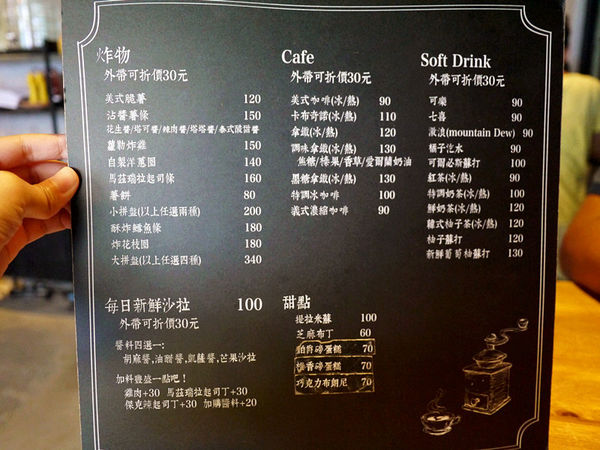 炸物
外帶可折價30元
美式脆薯 120
沾醬薯條 150
花生醬/塔可醬/辣肉醬/塔塔醬/泰式酸甜醬
蘿勒炸雞 150
自製洋蔥圈 140
馬茲瑞拉起司條 160
薯餅 80
小拼盤(以上任選兩種) 200
酥炸鱈魚條 180
炸花枝圈 180
大拼盤(以上任選四種) 340
每日新鮮沙拉 100
外帶可折價30元
醬料四選一:
胡麻醬,油醋醬,凱薩醬,芒果沙拉
加料豐盛一點吧!
雞肉+30 馬茲瑞拉起司丁+30
保克辣起司丁+30 加購醬料+20
Cafe
外帶可折價30元
美式咖啡(冰/熱) 90
卡布奇諾(冰/熱) 110
拿鐵(冰/熱) 120
調味拿鐵(冰/熱) 130
焦糖/榛果/香草/愛爾蘭奶油
黑糖拿鐵(冰/熱) 130
特調冰咖啡 100
義式濃縮咖啡 90
甜點
提拉米蘇 100
芝麻布丁 60
伯爵磅蛋糕 70
橙香磅蛋糕 70
巧克力布朗尼 70
Soft Drink
外帶可折價30元
可樂 90
七喜 90
激浪(mountain Dew) 90
橘子汽水 90
可爾必斯蘇打 100
紅茶(冰/熱) 90
特調奶茶(冰/熱) 100
鮮奶茶(冰/熱) 120
韓式柚子茶(冰/熱) 120
柚子蘇打 120
新鮮葡萄柚蘇打 130